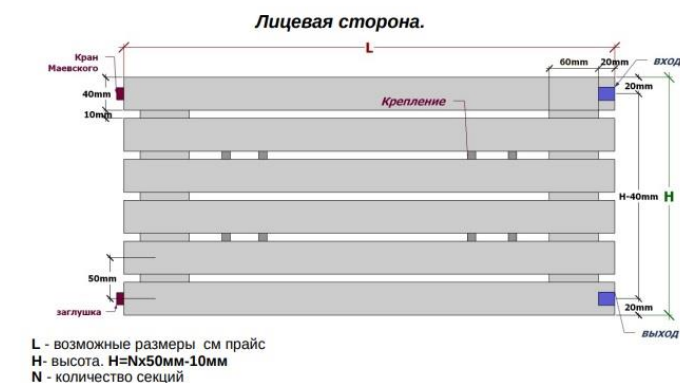 Лицевая сторона.
L
Кран
Маевского
60mm
20mm
ВХОД
20mm
40mm
10mm
Крепление
H-40mm
H
50mm
заглушка
20mm
ВЫХОД
L - возможные размеры см прайс
H- высота. H=Nx50мм-10мм
N - количество секций